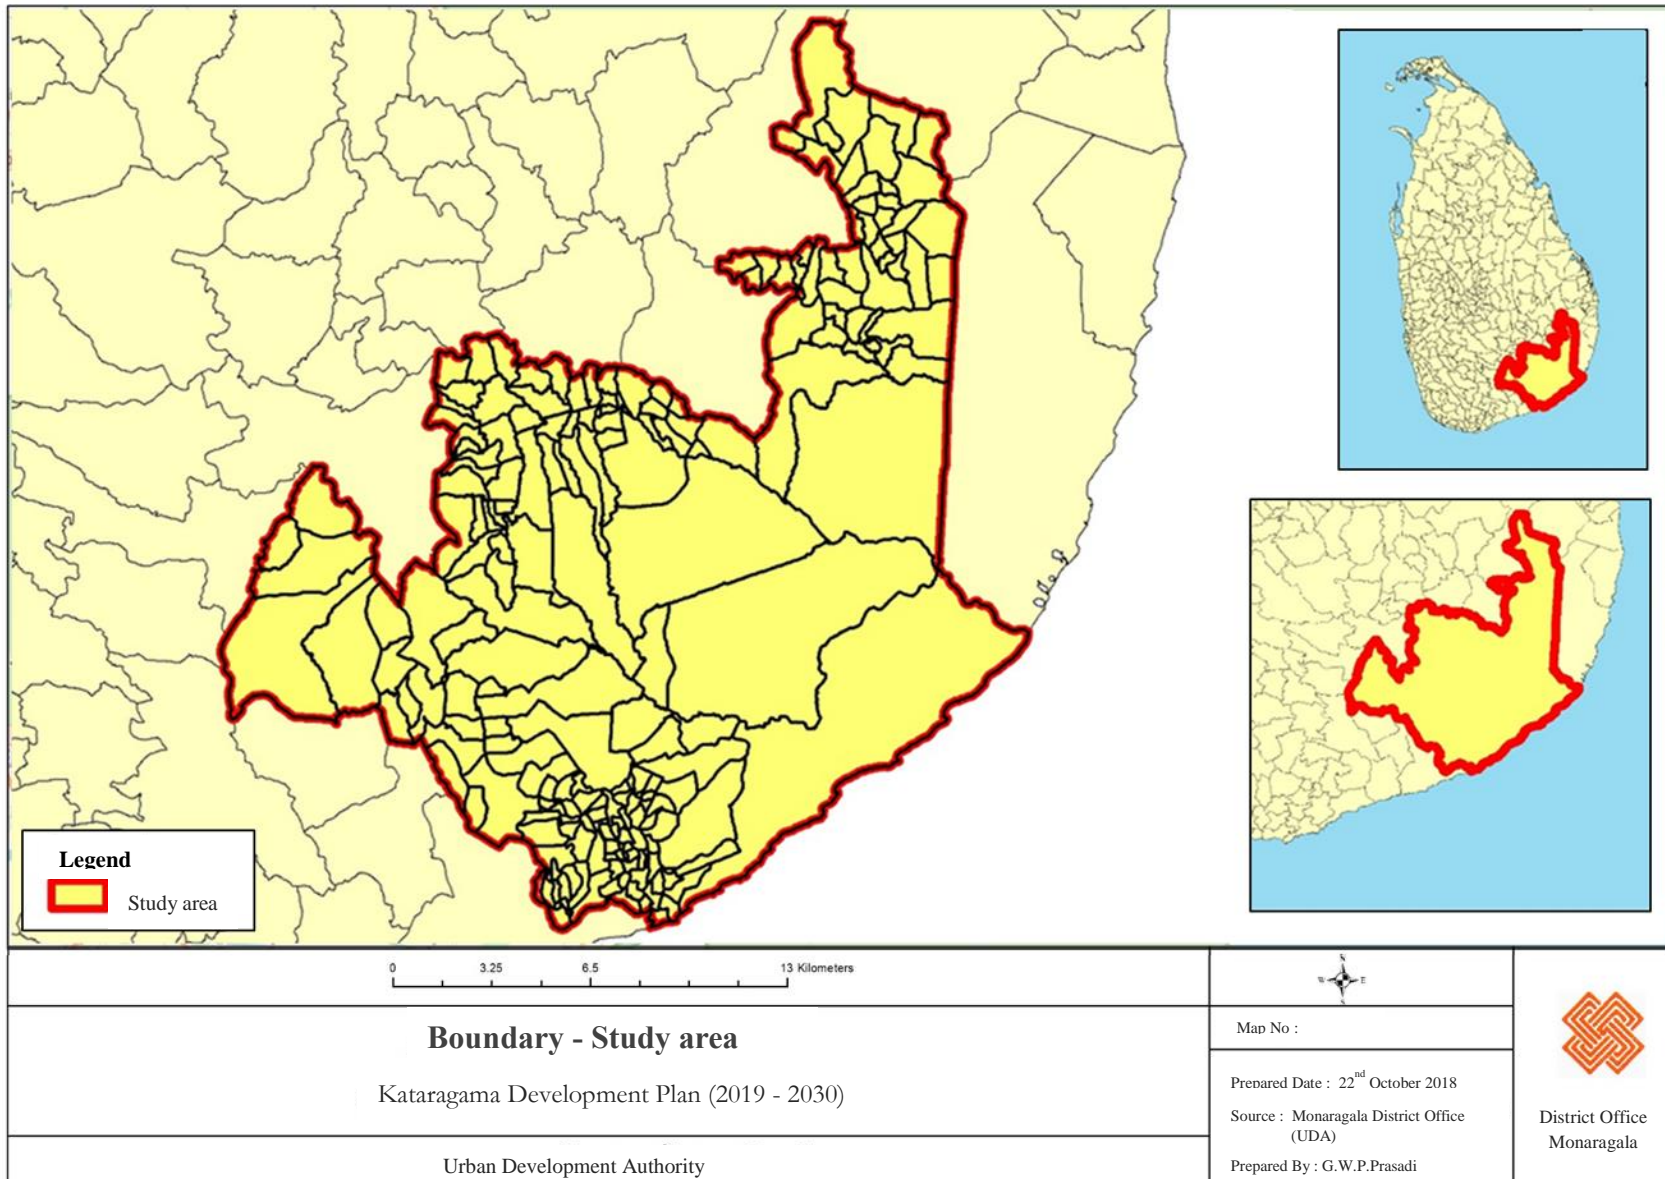 Legend
Study area
0 3.25 6.5 13 Kilometers
N
W E
S
Boundary - Study area
Kataragama Development Plan (2019 - 2030)
Urban Development Authority
Map No :
Prepared Date : 22nd October 2018
Source : Monaragala District Office
(UDA)
Prepared By : G.W.P.Prasadi
District Office
Monaragala